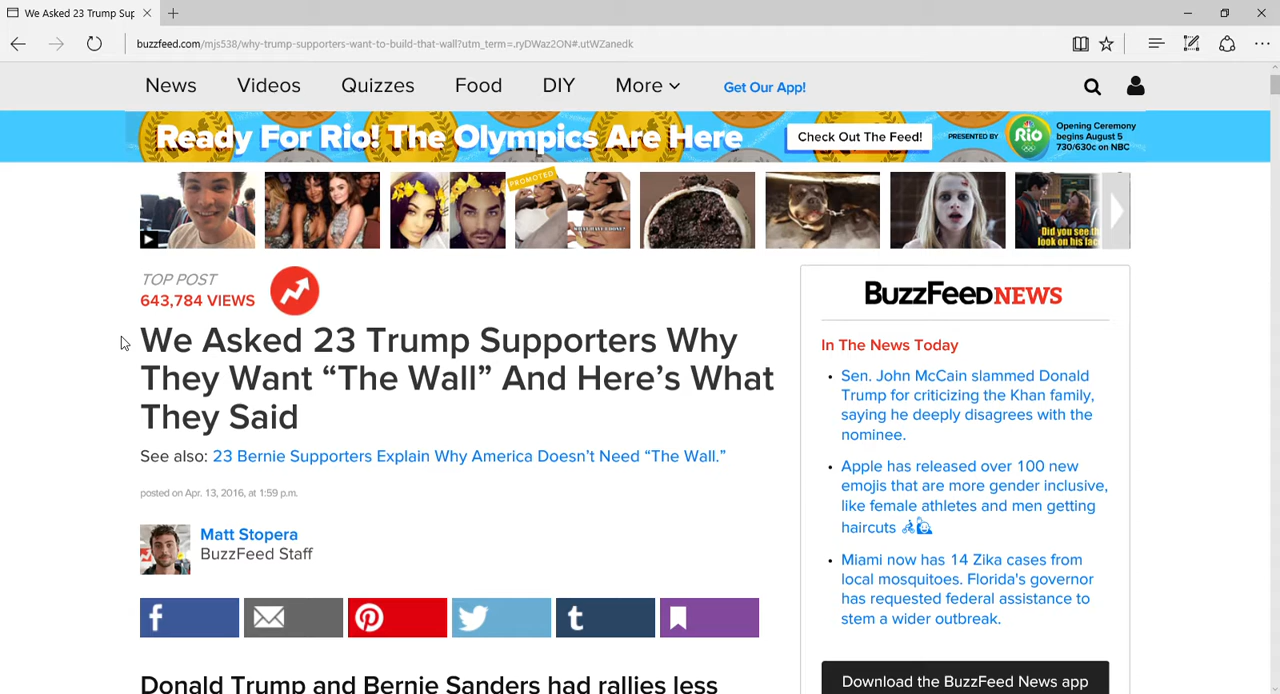 We Asked 23 Trump Sup
buzzfeed.com/mjs538/why-trump-supporters-want-to-build-that-wall?utm_term=.ryDWaz2ON#.utWZanedk
News Videos Quizzes Food DIY More Get Our App!
Ready For Rio! The Olympics Are Here
Check Out The Feed!
PRESENTED BY
Rio
Opening Ceremony
begins August 5
730/630c on NBC
PROMOTED
Did you see th
look on his fac
TOP POST
643,784 VIEWS
We Asked 23 Trump Supporters Why
They Want “The Wall” And Here’s What
They Said
See also: 23 Bernie Supporters Explain Why America Doesn’t Need “The Wall.”
posted on Apr. 13, 2016, at 1:59 p.m.
Matt Stopera
BuzzFeed Staff
Donald Trump and Bernie Sanders had rallies less
BuzzFeedNEWS
In The News Today
• Sen. John McCain slammed Donald
Trump for criticizing the Khan family,
saying he deeply disagrees with the
nominee.
• Apple has released over 100 new
emojis that are more gender inclusive,
like female athletes and men getting
haircuts
• Miami now has 14 Zika cases from
local mosquitoes. Florida's governor
has requested federal assistance to
stem a wider outbreak.
Download the BuzzFeed News app